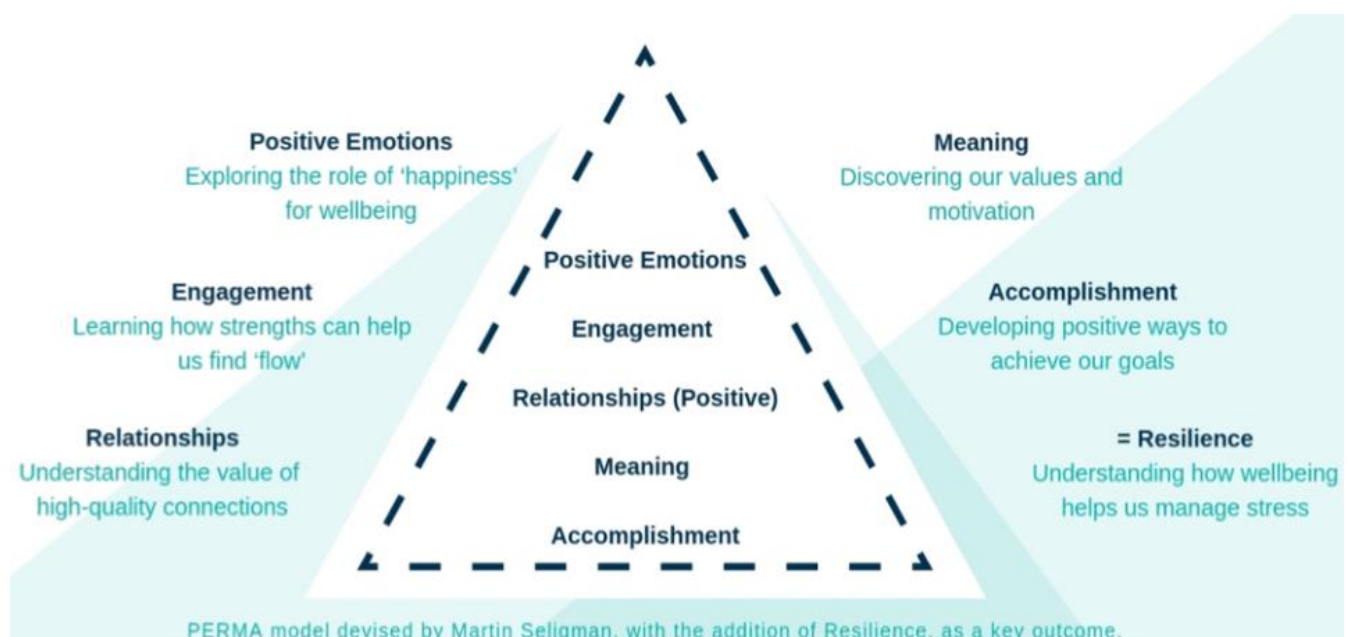 Positive Emotions
Exploring the role of ‘happiness’
for wellbeing
Engagement
Learning how strengths can help
us find ‘flow’
Relationships
Understanding the value of
high-quality connections
Positive Emotions
Engagement
Relationships (Positive)
Meaning
Accomplishment
Meaning
Discovering our values and
motivation
Accomplishment
Developing positive ways to
achieve our goals
= Resilience
Understanding how wellbeing
helps us manage stress
PERMA model devised by Martin Seligman, with the addition of Resilience, as a key outcome.